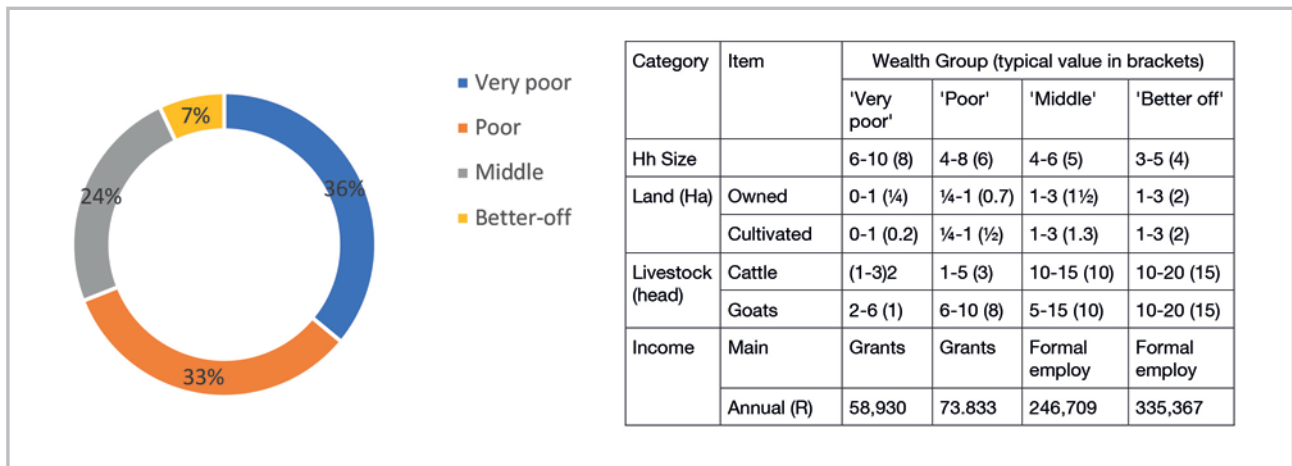 7%
36%
24%
33%
Very poor
Poor
Middle
Better-off
Category Item Wealth Group (typical value in brackets)
'Very poor' 'Poor' 'Middle' 'Better off'
Hh Size 6-10 (8) 4-8 (6) 4-6 (5) 3-5 (4)
Land (Ha) Owned 0-1 (¼) ¼-1 (0.7) 1-3 (1½) 1-3 (2)
Cultivated 0-1 (0.2) ¼-1 (½) 1-3 (1.3) 1-3 (2)
Livestock (head) Cattle (1-3)2 1-5 (3) 10-15 (10) 10-20 (15)
Goats 2-6 (1) 6-10 (8) 5-15 (10) 10-20 (15)
Income Main Grants Grants Formal employ Formal employ
Annual (R) 58,930 73.833 246,709 335,367